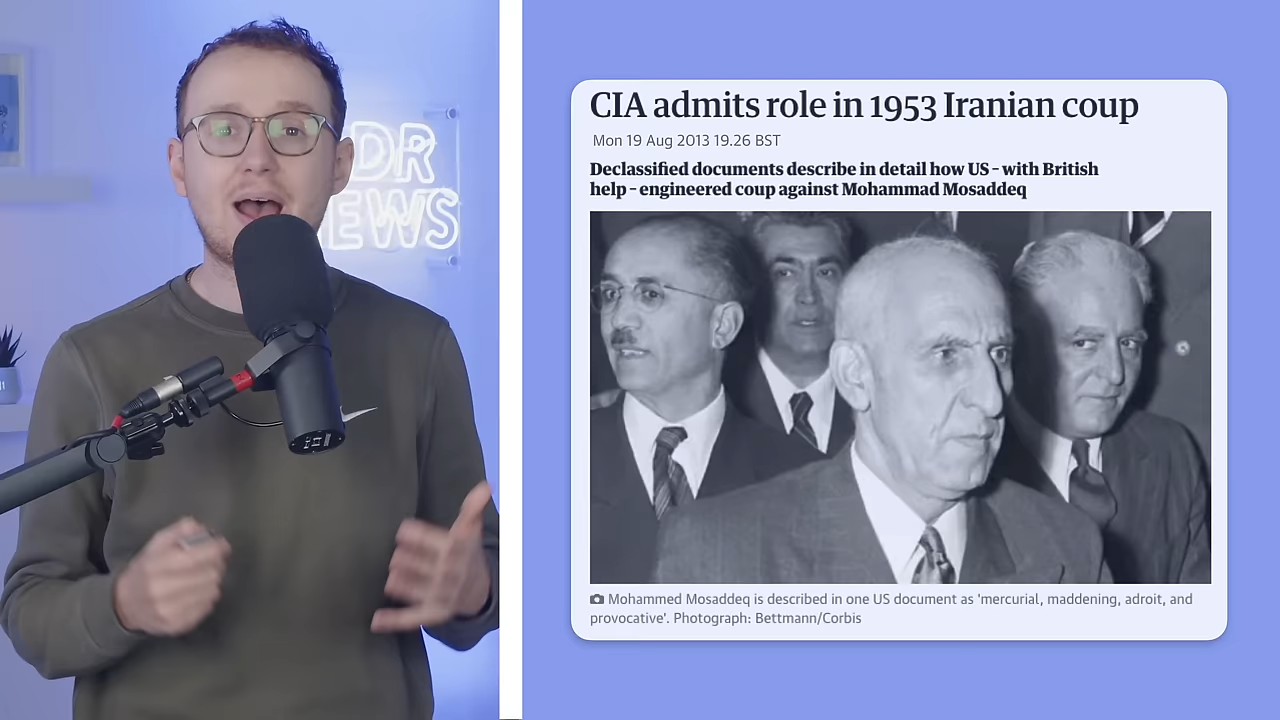 DR
EWS
CIA admits role in 1953 Iranian coup
Mon 19 Aug 2013 19.26 BST
Declassified documents describe in detail how US – with British
help – engineered coup against Mohammad Mosaddeq
Mohammed Mosaddeq is described in one US document as 'mercurial, maddening, adroit, and
provocative'. Photograph: Bettmann/Corbis